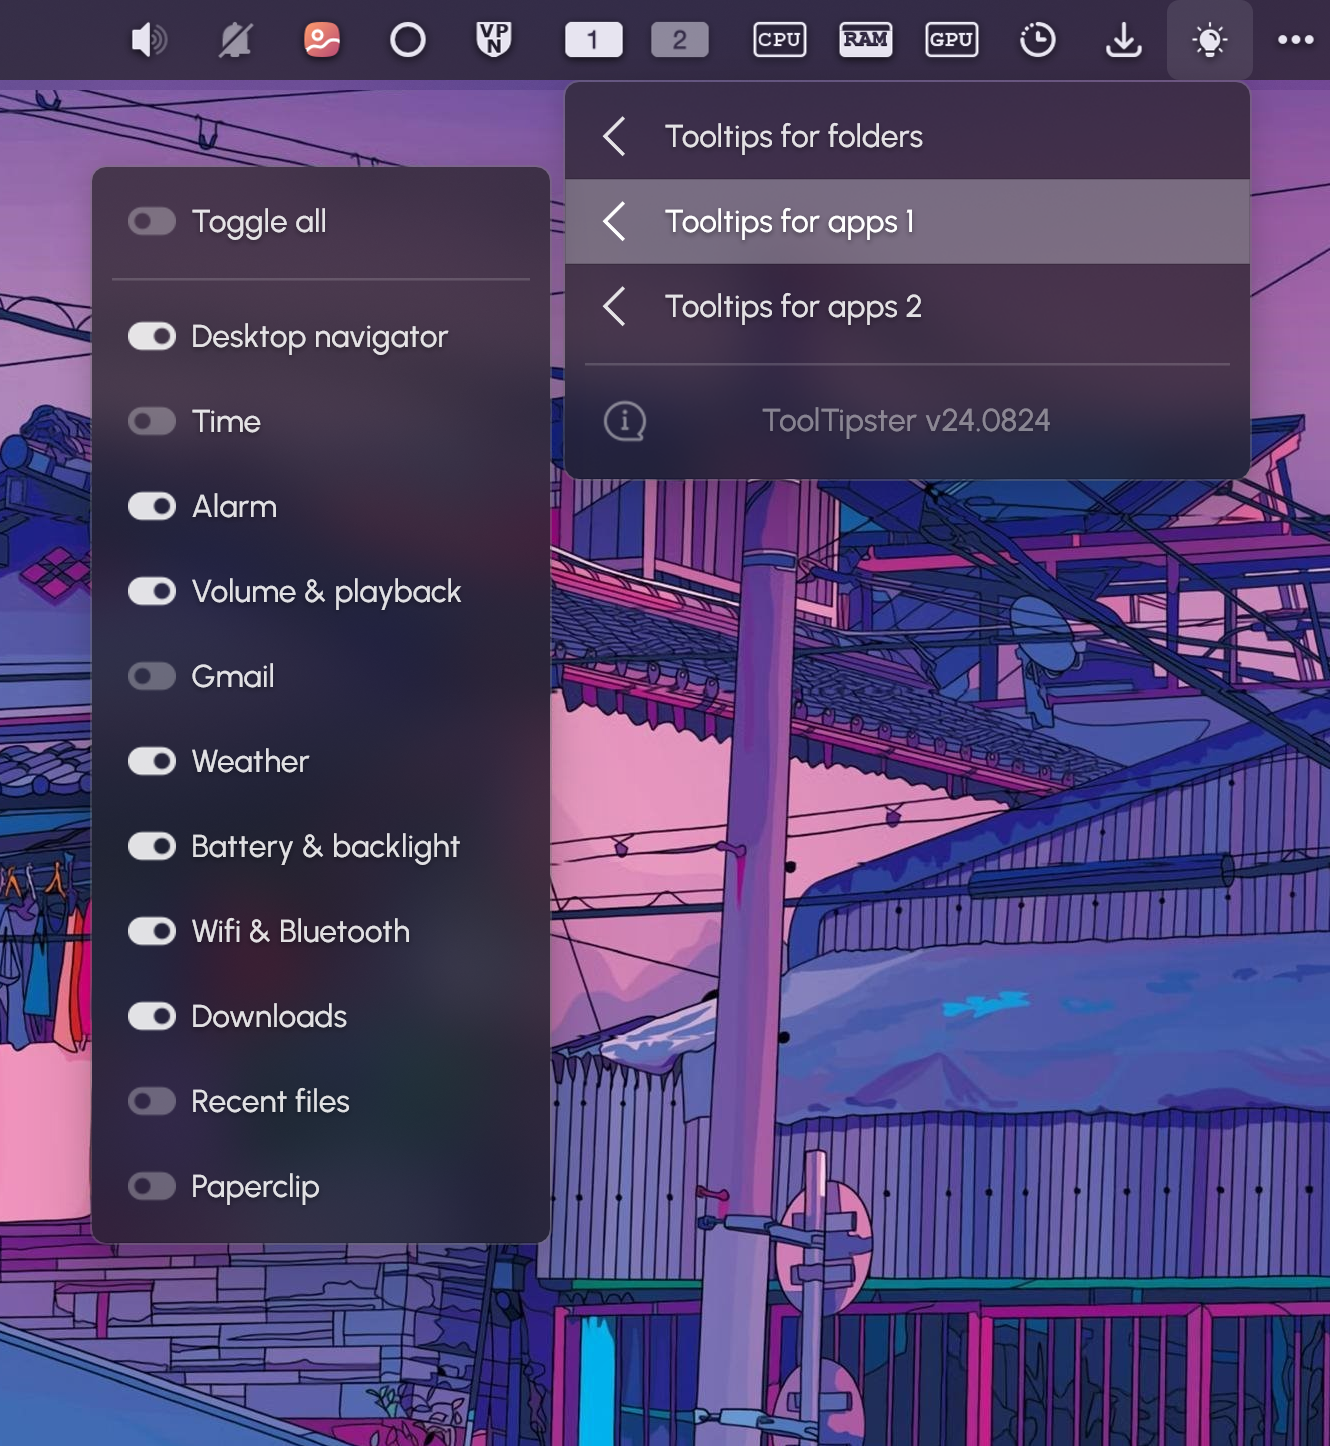 VPN
1
2
CPU
RAM
GPU
Tooltips for folders
Tooltips for apps 1
Tooltips for apps 2
ToolTipster v24.0824
Toggle all
Desktop navigator
Time
Alarm
Volume & playback
Gmail
Weather
Battery & backlight
Wifi & Bluetooth
Downloads
Recent files
Paperclip